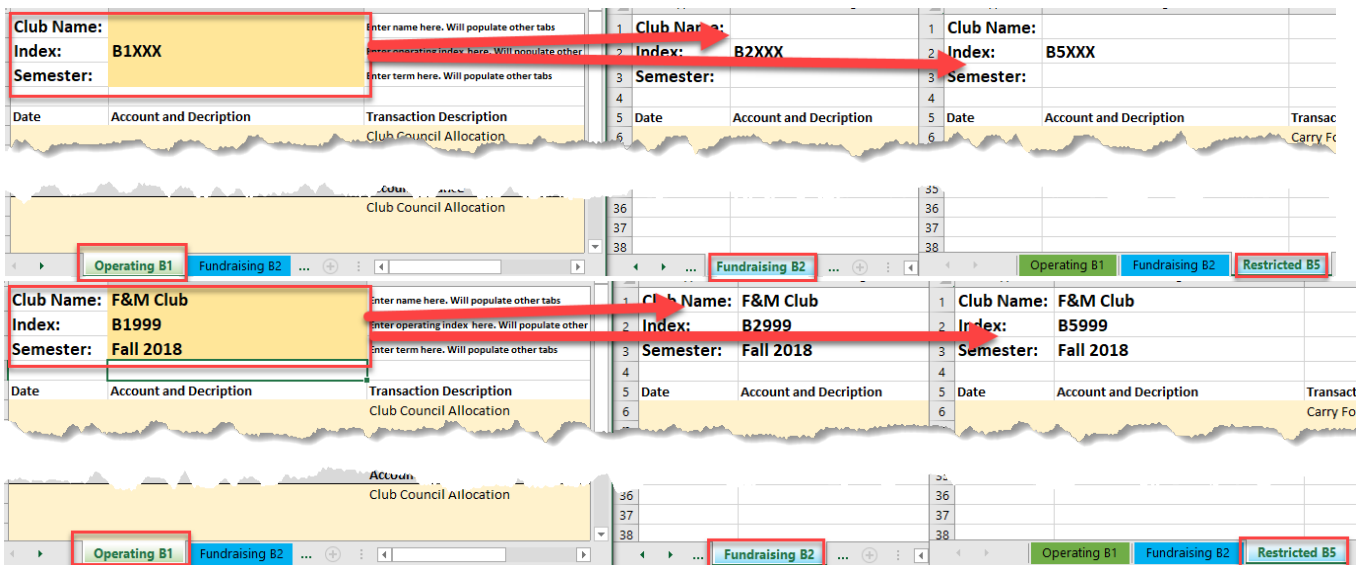 Club Name: Enter name here. Will populate other tabs 1 Club Name: 1 Club Name:
Index: B1XXX Enter operating index here. Will populate other 2 Index: B2XXX 2 Index: B5XXX
Semester: Enter term here. Will populate other tabs 3 Semester: 3 Semester:
4 4
Date Account and Decription Transaction Description 5 Date Account and Decription 5 Date Account and Decription Transac
Club Council Allocation 6 6 Carry Fo
35
Club Council Allocation 36 36
37 37
38 38
Operating B1 Fundraising B2 ... ... Fundraising B2 ... Operating B1 Fundraising B2 Restricted B5
Club Name: F&M Club Enter name here. Will populate other tabs 1 Club Name: F&M Club 1 Club Name: F&M Club
Index: B1999 Enter operating index here. Will populate other 2 Index: B2999 2 Index: B5999
Semester: Fall 2018 Enter term here. Will populate other tabs 3 Semester: Fall 2018 3 Semester: Fall 2018
4 4
Date Account and Decription Transaction Description 5 Date Account and Decription 5 Date Account and Decription Transact
Club Council Allocation 6 6 Carry Fo
Club Council Allocation 36 36
37 37
38 38
Operating B1 Fundraising B2 ... ... Fundraising B2 ... Operating B1 Fundraising B2 Restricted B5